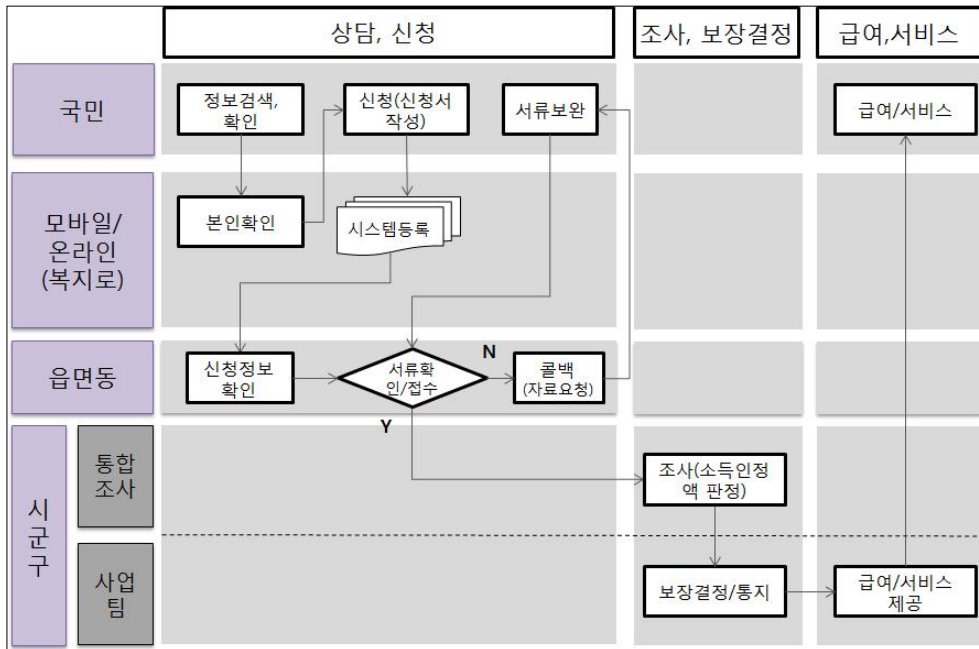 상담, 신청
조사, 보장결정
급여,서비스
국민
정보검색,
확인
신청(신청서
작성)
서류보완
급여/서비스
모바일/
온라인
(복지로)
본인확인
시스템등록
읍면동
신청정보
확인
서류확
인/접수
N
콜백
(자료요청)
Y
시
군
구
통합
조사
조사(소득인정
액 판정)
사업
팀
보장결정/통지
급여/서비스
제공